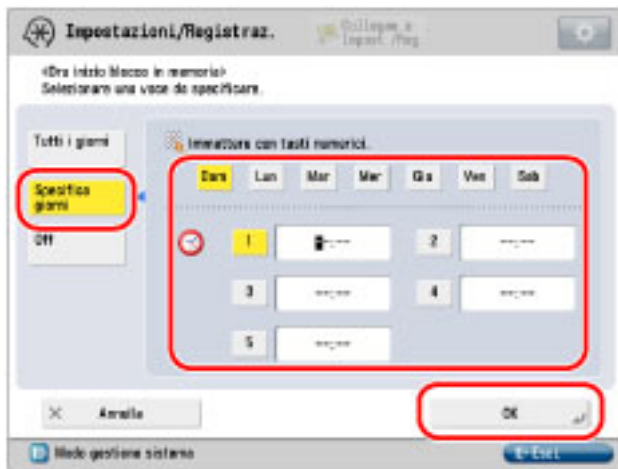 Impostazioni/Registraz.
Collegam a
Impost./Reg
<Ora inizio blocco in memoria>
Selezionare una voce da specificare.
Tutti i giorni
Immettere con tasti numerici.
Dom Lun Mar Mer Gio Ven Sab
Specifica
giorni
Off
1 --:-- 2 --:--
3 --:-- 4 --:--
5 --:--
Annulla
OK
Modo gestione sistema
Esci